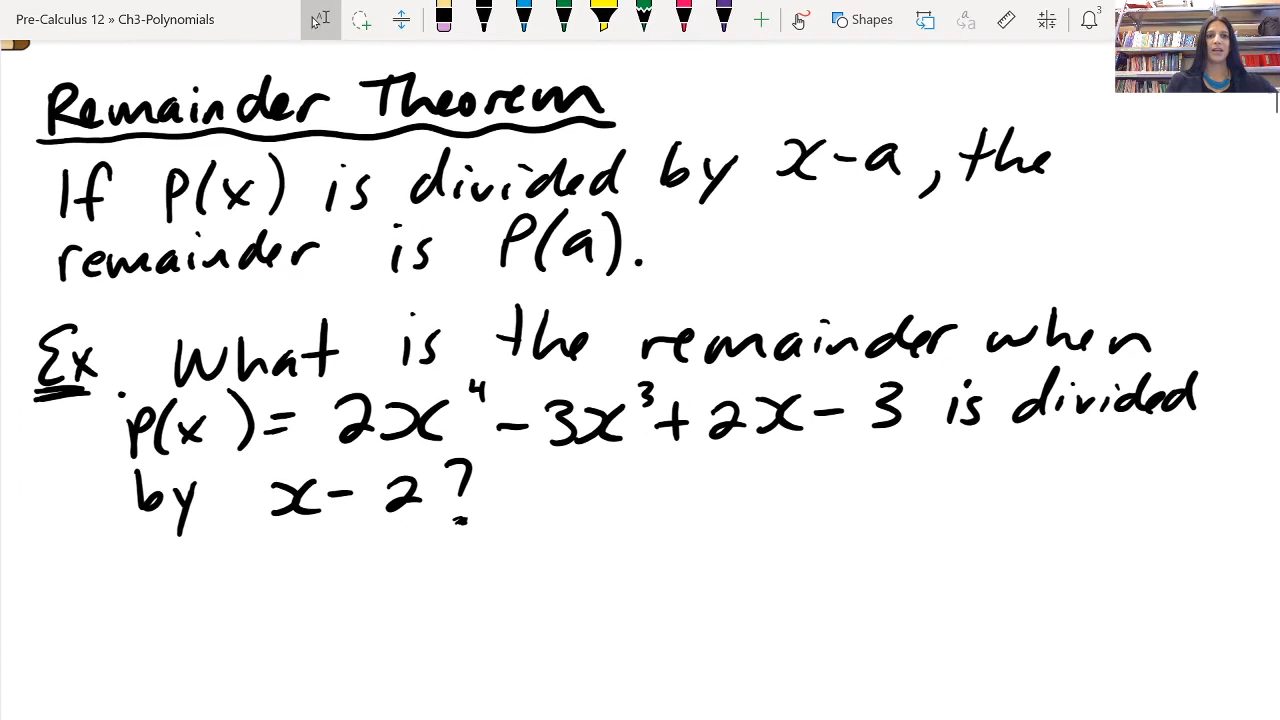 Pre-Calculus 12 » Ch3-Polynomials
Shapes
3
Remainder Theorem
If P(x) is divided by x-a, the
remainder is P(a).
Ex. What is the remainder when
P(x) = 2x⁴ - 3x³ + 2x - 3 is divided
by x - 2?